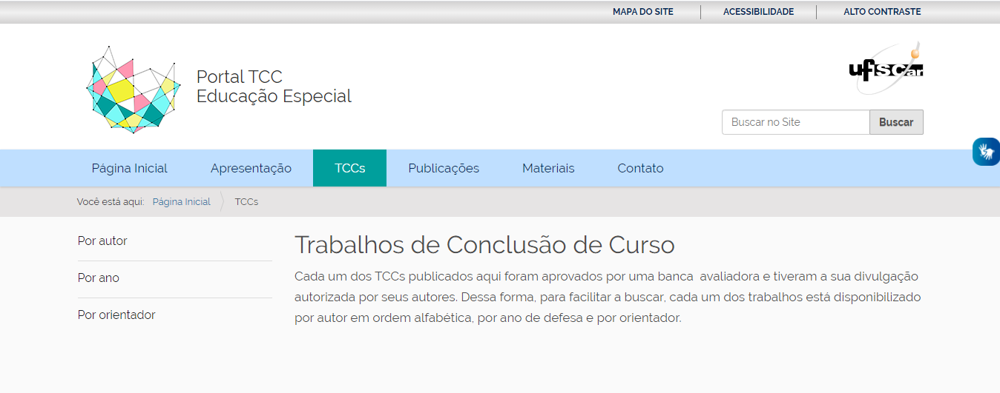 MAPA DO SITE
ACESSIBILIDADE
ALTO CONTRASTE
Portal TCC
Educação Especial
ufscar
Buscar no Site
Buscar
Página Inicial
Apresentação
TCCs
Publicações
Materiais
Contato
Você está aqui: Página Inicial TCCs
Por autor
Por ano
Por orientador
Trabalhos de Conclusão de Curso
Cada um dos TCCs publicados aqui foram aprovados por uma banca  avaliadora e tiveram a sua divulgação
autorizada por seus autores. Dessa forma, para facilitar a buscar, cada um dos trabalhos está disponibilizado
por autor em ordem alfabética, por ano de defesa e por orientador.